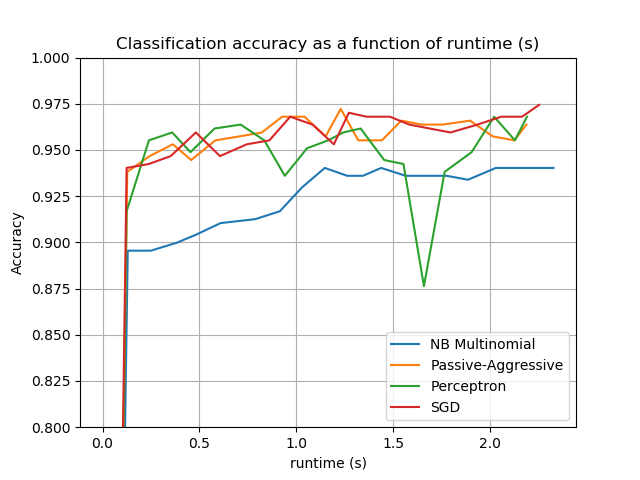 Classification accuracy as a function of runtime (s)
1.000
0.975
0.950
0.925
0.900
0.875
0.850
0.825
0.800
Accuracy
NB Multinomial
Passive-Aggressive
Perceptron
SGD
0.0 0.5 1.0 1.5 2.0
runtime (s)